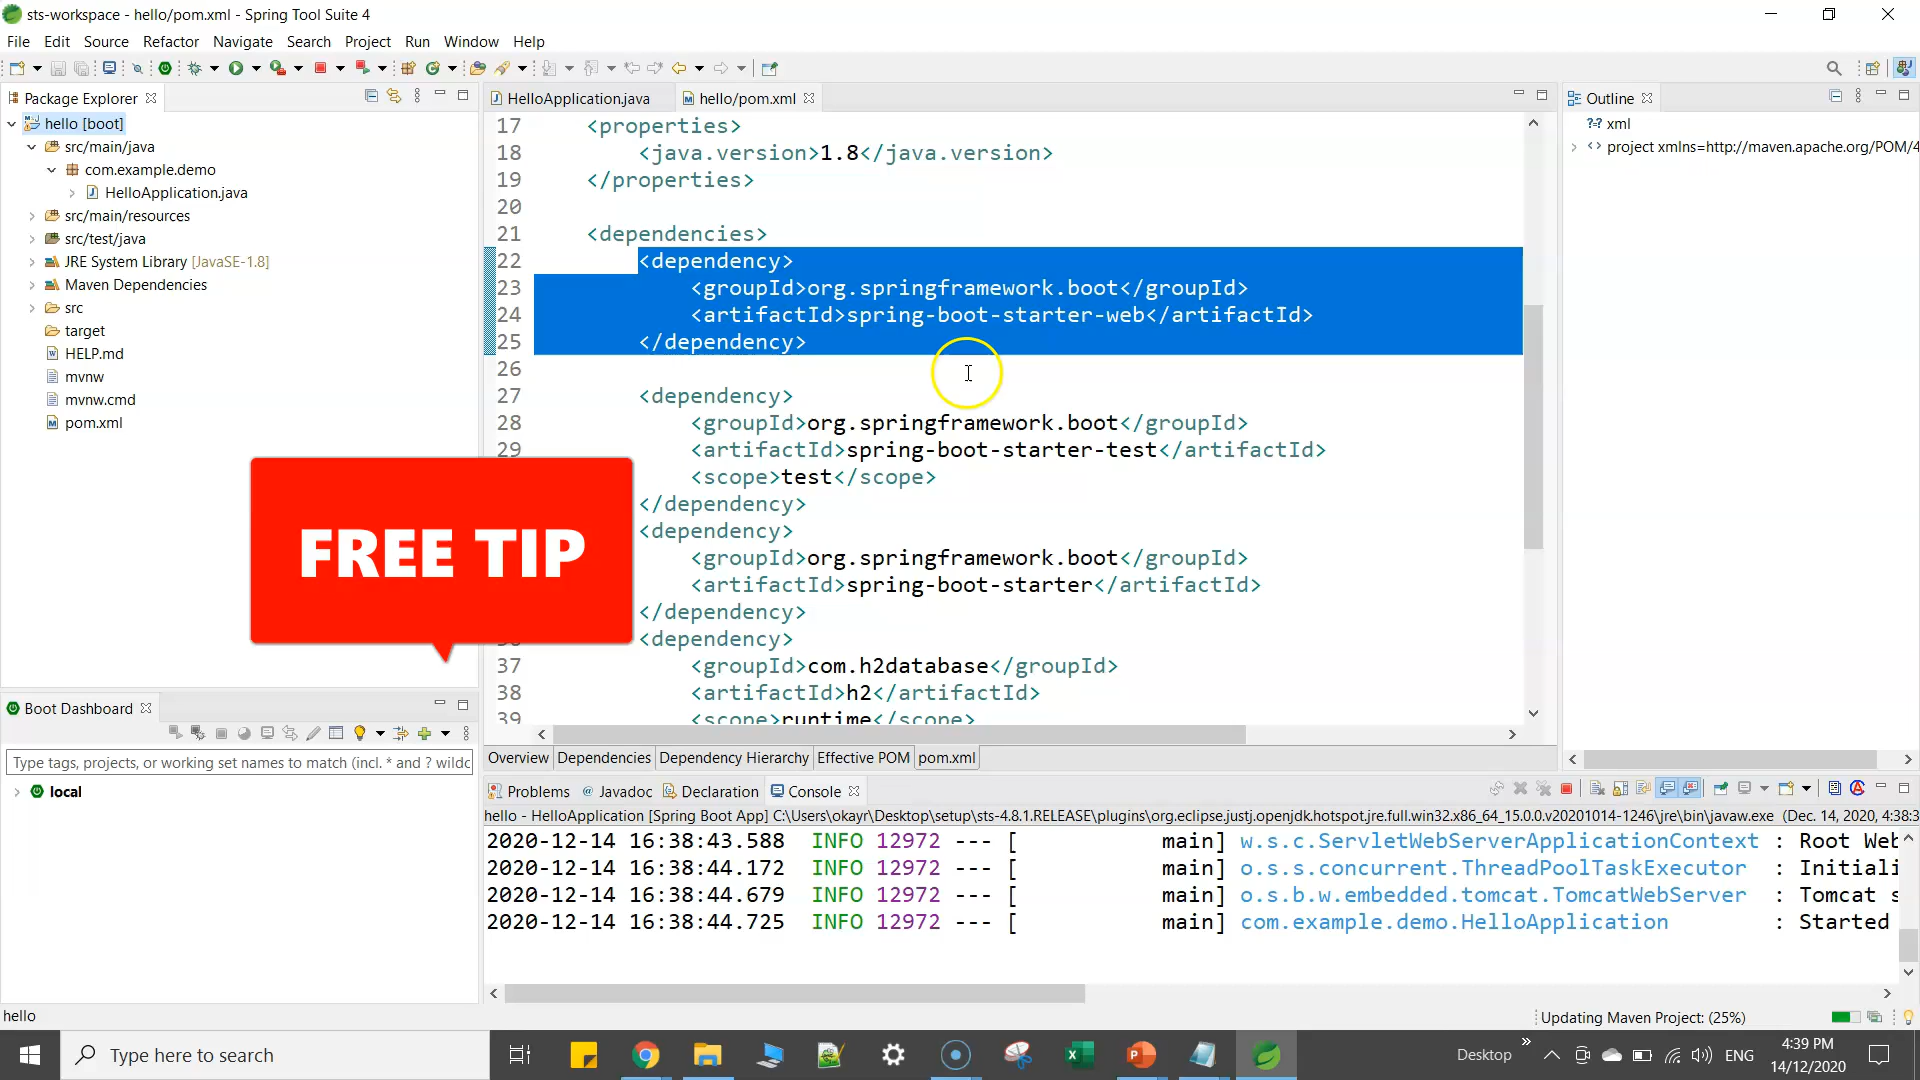 sts-workspace - hello/pom.xml - Spring Tool Suite 4
File Edit Source Refactor Navigate Search Project Run Window Help
Package Explorer
hello [boot]
src/main/java
com.example.demo
HelloApplication.java
src/main/resources
src/test/java
JRE System Library [JavaSE-1.8]
Maven Dependencies
src
target
HELP.md
mvnw
mvnw.cmd
pom.xml
FREE TIP
Boot Dashboard
Type tags, projects, or working set names to match (incl. * and ? wildc
local
HelloApplication.java hello/pom.xml
17 <properties>
18 <java.version>1.8</java.version>
19 </properties>
20
21 <dependencies>
22 <dependency>
23 <groupId>org.springframework.boot</groupId>
24 <artifactId>spring-boot-starter-web</artifactId>
25 </dependency>
26
27 <dependency>
28 <groupId>org.springframework.boot</groupId>
29 <artifactId>spring-boot-starter-test</artifactId>
<scope>test</scope>
</dependency>
<dependency>
<groupId>org.springframework.boot</groupId>
<artifactId>spring-boot-starter</artifactId>
</dependency>
<dependency>
37 <groupId>com.h2database</groupId>
38 <artifactId>h2</artifactId>
39 <scope>runtime</scope>
Overview Dependencies Dependency Hierarchy Effective POM pom.xml
Outline
xml
project xmlns=http://maven.apache.org/POM/4
Problems Javadoc Declaration Console
hello - HelloApplication [Spring Boot App] C:\Users\okayr\Desktop\setup\sts-4.8.1.RELEASE\plugins\org.eclipse.justj.openjdk.hotspot.jre.full.win32.x86_64_15.0.0.v20201014-1246\jre\bin\javaw.exe (Dec. 14, 2020, 4:38:3
2020-12-14 16:38:43.588 INFO 12972 --- [ main] w.s.c.ServletWebServerApplicationContext : Root Web
2020-12-14 16:38:44.172 INFO 12972 --- [ main] o.s.s.concurrent.ThreadPoolTaskExecutor : Initiali
2020-12-14 16:38:44.679 INFO 12972 --- [ main] o.s.b.w.embedded.tomcat.TomcatWebServer : Tomcat s
2020-12-14 16:38:44.725 INFO 12972 --- [ main] com.example.demo.HelloApplication : Started
hello
Updating Maven Project: (25%)
Type here to search
Desktop
ENG
4:39 PM
14/12/2020